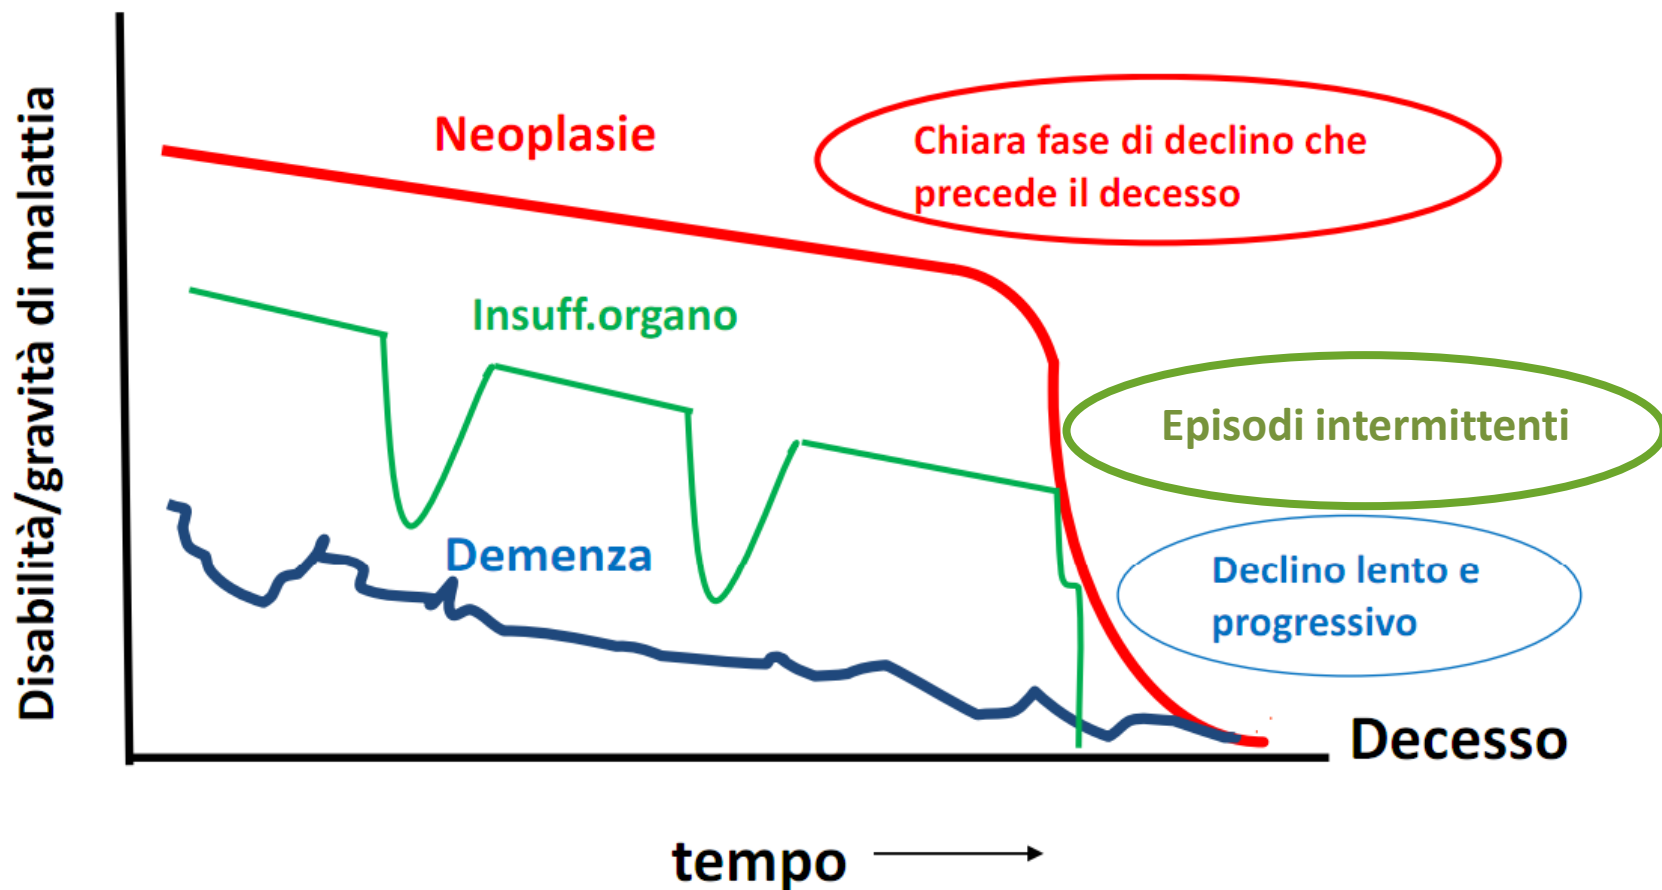 Disabilità/gravità di malattia
Neoplasie
Chiara fase di declino che
precede il decesso
Insuff.organo
Episodi intermittenti
Demenza
Declino lento e
progressivo
Decesso
tempo